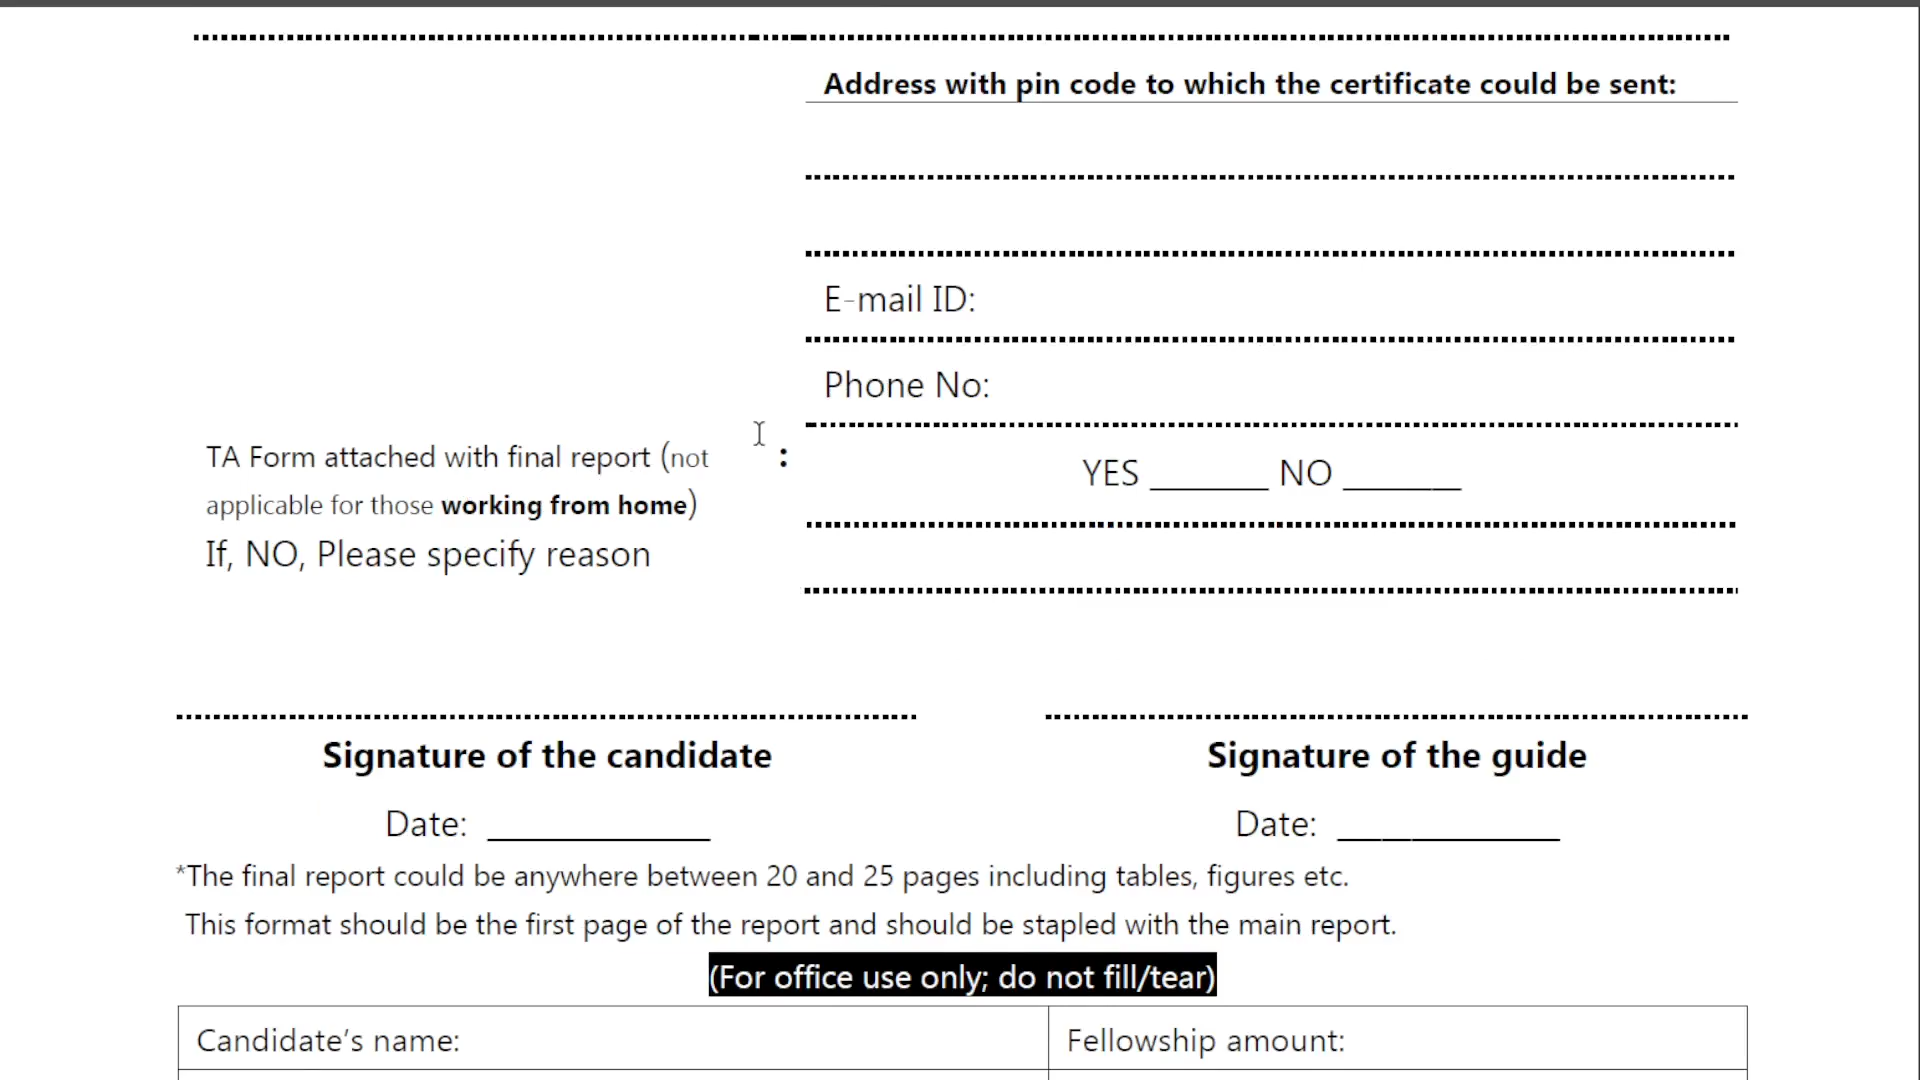 Address with pin code to which the certificate could be sent:
E-mail ID:
Phone No:
TA Form attached with final report (not : YES ________ NO ________
applicable for those working from home)
If, NO, Please specify reason
Signature of the candidate Signature of the guide
Date: _______________ Date: _______________
*The final report could be anywhere between 20 and 25 pages including tables, figures etc.
This format should be the first page of the report and should be stapled with the main report.
(For office use only; do not fill/tear)
Candidate’s name: Fellowship amount: